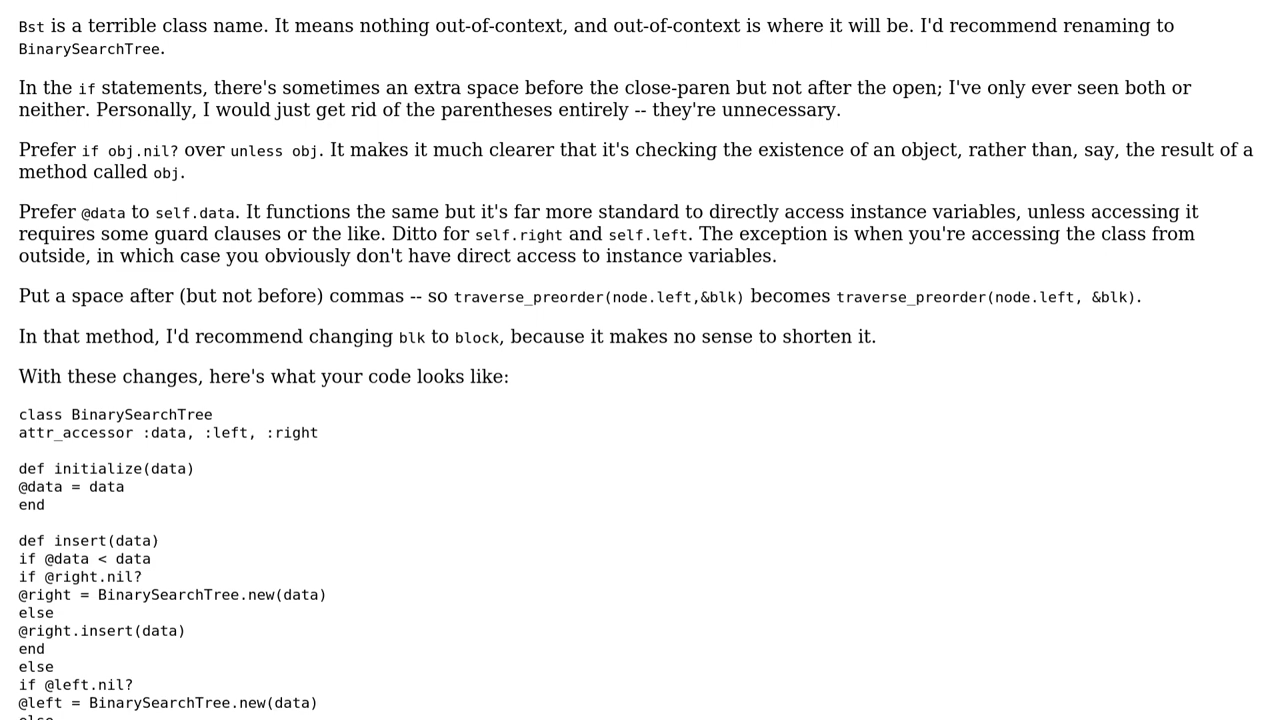 Bst is a terrible class name. It means nothing out-of-context, and out-of-context is where it will be. I'd recommend renaming to
BinarySearchTree.
In the if statements, there's sometimes an extra space before the close-paren but not after the open; I've only ever seen both or
neither. Personally, I would just get rid of the parentheses entirely -- they're unnecessary.
Prefer if obj.nil? over unless obj. It makes it much clearer that it's checking the existence of an object, rather than, say, the result of a
method called obj.
Prefer @data to self.data. It functions the same but it's far more standard to directly access instance variables, unless accessing it
requires some guard clauses or the like. Ditto for self.right and self.left. The exception is when you're accessing the class from
outside, in which case you obviously don't have direct access to instance variables.
Put a space after (but not before) commas -- so traverse_preorder(node.left,&blk) becomes traverse_preorder(node.left, &blk).
In that method, I'd recommend changing blk to block, because it makes no sense to shorten it.
With these changes, here's what your code looks like:
class BinarySearchTree
attr_accessor :data, :left, :right
def initialize(data)
@data = data
end
def insert(data)
if @data < data
if @right.nil?
@right = BinarySearchTree.new(data)
else
@right.insert(data)
end
else
if @left.nil?
@left = BinarySearchTree.new(data)
else